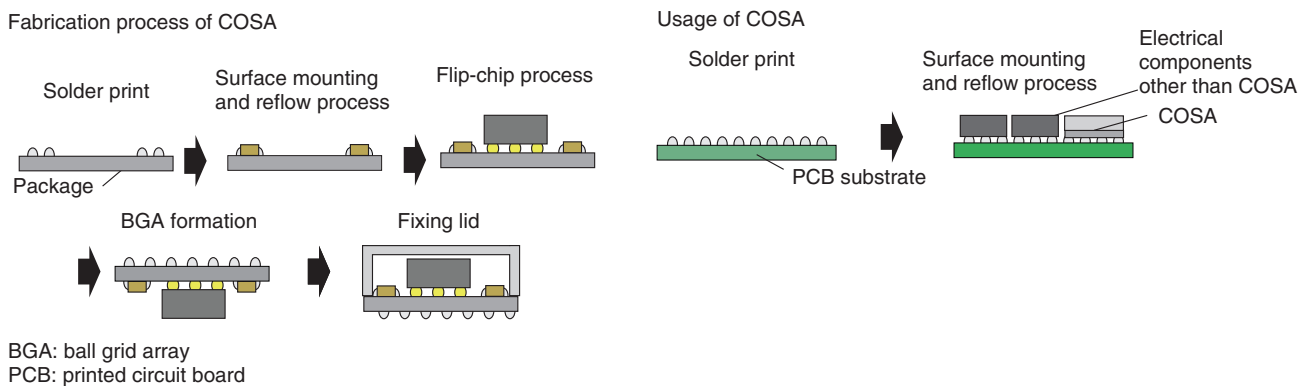 Fabrication process of COSA
Solder print
Surface mounting
and reflow process
Flip-chip process
Package
BGA formation
Fixing lid
BGA: ball grid array
PCB: printed circuit board
Usage of COSA
Solder print
PCB substrate
Surface mounting
and reflow process
Electrical
components
other than COSA
COSA